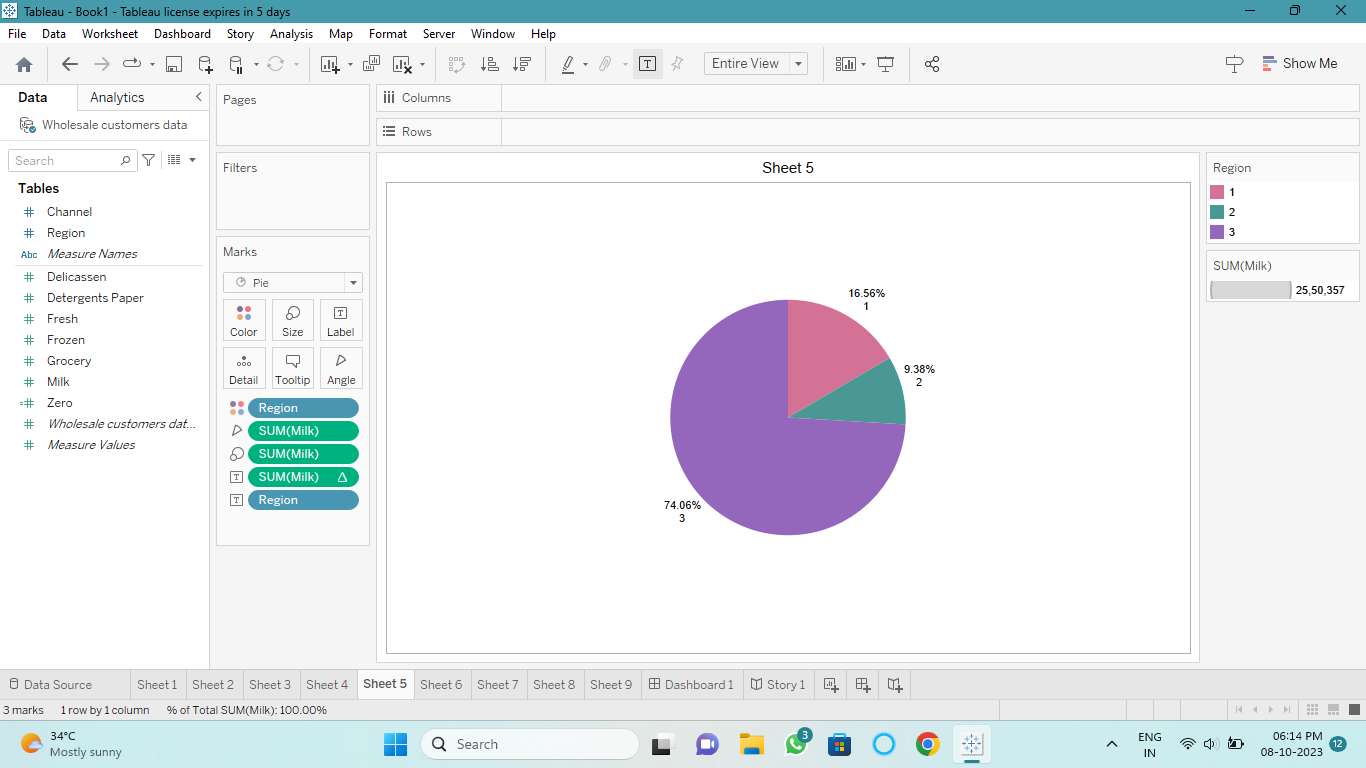 Tableau - Book1 - Tableau license expires in 5 days
File Data Worksheet Dashboard Story Analysis Map Format Server Window Help
Entire View
Show Me
Data Analytics
Wholesale customers data
Search
Tables
Channel
Region
Abc Measure Names
Delicassen
Detergents Paper
Fresh
Frozen
Grocery
Milk
Zero
Wholesale customers dat...
Measure Values
Pages
Filters
Marks
Pie
Color Size Label
Detail Tooltip Angle
Region
SUM(Milk)
SUM(Milk)
SUM(Milk) △
Region
Columns
Rows
Sheet 5
16.56%
1
9.38%
2
74.06%
3
Region
1
2
3
SUM(Milk)
25,50,357
Data Source Sheet 1 Sheet 2 Sheet 3 Sheet 4 Sheet 5 Sheet 6 Sheet 7 Sheet 8 Sheet 9 Dashboard 1 Story 1
3 marks 1 row by 1 column % of Total SUM(Milk): 100.00%
34°C
Mostly sunny
Search
3
ENG
IN
06:14 PM
08-10-2023
12